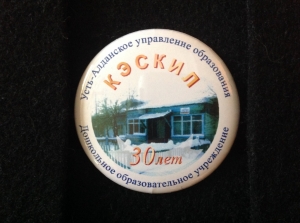 Усть-Алданское управление образования
КЭСКИЛ
30 лет
Дошкольное образовательное учреждение